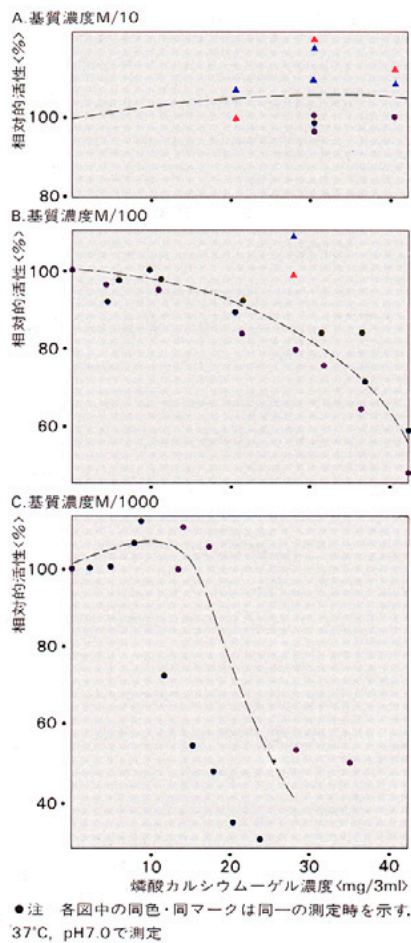 A.基質濃度M/10
相対的活性<%>
100
80
B.基質濃度M/100
相対的活性<%>
100
80
60
C.基質濃度M/1000
相対的活性<%>
100
80
60
40
10 20 30 40
燐酸カルシウムーゲル濃度<mg/3ml>
●注 各図中の同色・同マークは同一の測定時を示す.
37℃, pH7.0で測定